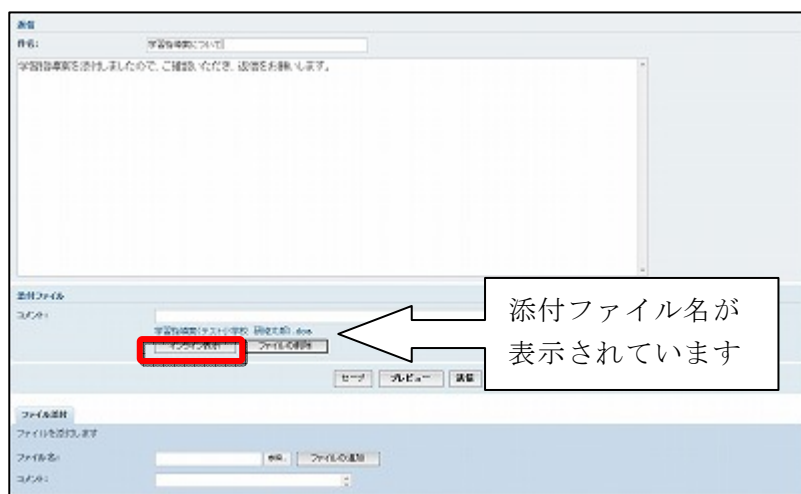 返信
件名:
学習指導案について
学習指導案を添付しましたので、ご確認いただき、返信をお願いします。
添付ファイル
コメント:
学習指導案(テスト小学校 研修太郎).doc
インライン表示 ファイルの削除
添付ファイル名が
表示されています
セーブ プレビュー 送信
ファイル添付
ファイルを添付します
ファイル名: 参照... ファイルの追加
コメント: